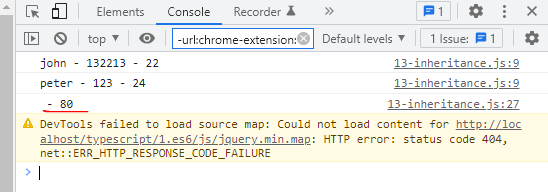 Elements Console Recorder 1
top -url:chrome-extension: Default levels 1 Issue: 1
john - 132213 - 22 13-inheritance.js:9
peter - 123 - 24 13-inheritance.js:9
- 80 13-inheritance.js:27
DevTools failed to load source map: Could not load content for http://loc
alhost/typescript/1.es6/js/jquery.min.map: HTTP error: status code 404,
net::ERR_HTTP_RESPONSE_CODE_FAILURE